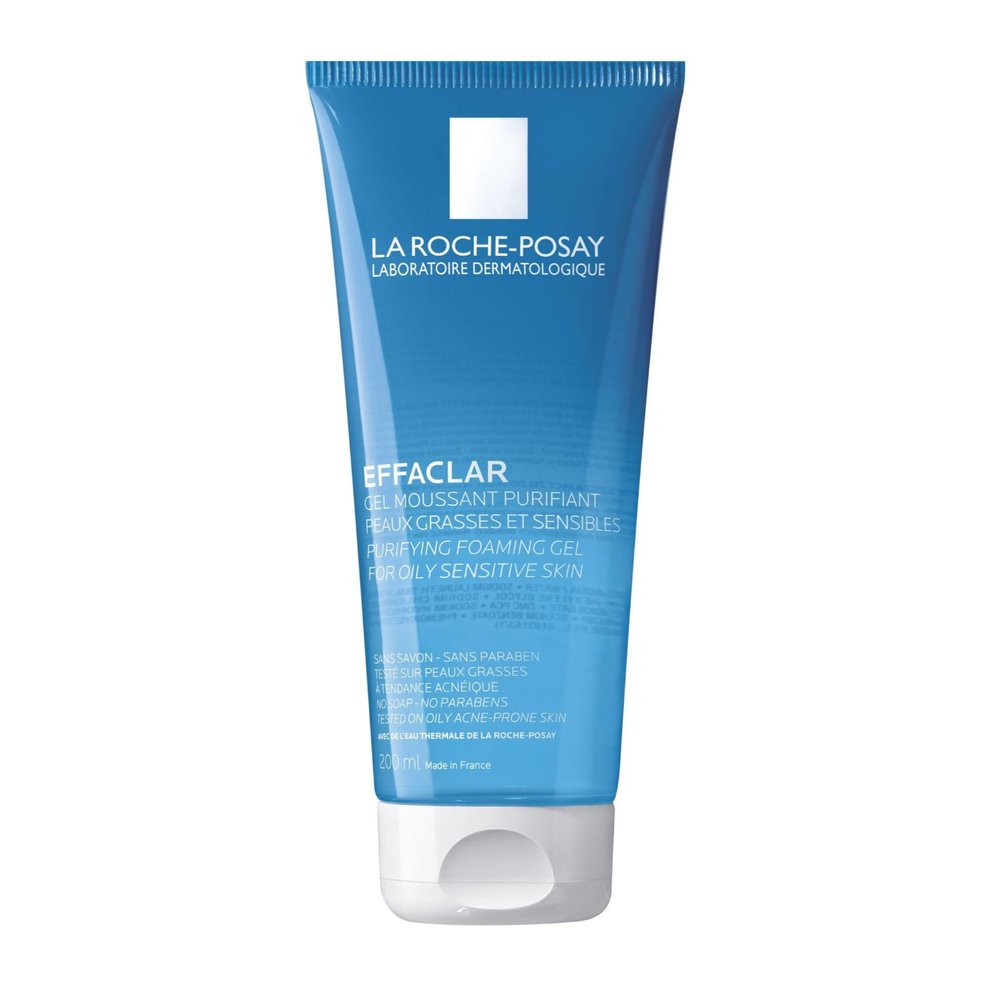 LA ROCHE-POSAY
LABORATOIRE DERMATOLOGIQUE
EFFACLAR
GEL MOUSSANT PURIFIANT
PEAUX GRASSES ET SENSIBLES
PURIFYING FOAMING GEL
FOR OILY SENSITIVE SKIN
SANS SAVON - SANS PARABEN
TESTÉ SUR PEAUX GRASSES
À TENDANCE ACNÉIQUE
NO SOAP - NO PARABENS
TESTED ON OILY ACNE-PRONE SKIN
AVEC DE L'EAU THERMALE DE LA ROCHE-POSAY
200 ml Made in France